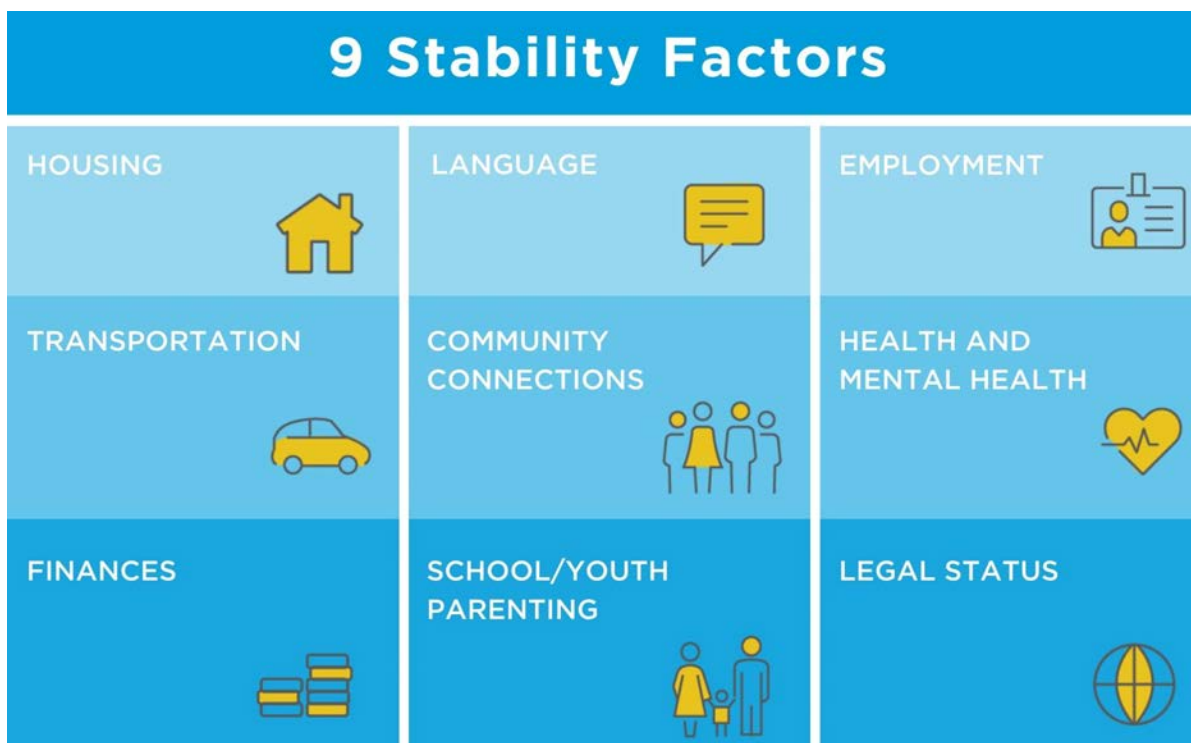 9 Stability Factors
HOUSING
LANGUAGE
EMPLOYMENT
TRANSPORTATION
COMMUNITY
CONNECTIONS
HEALTH AND
MENTAL HEALTH
FINANCES
SCHOOL/YOUTH
PARENTING
LEGAL STATUS